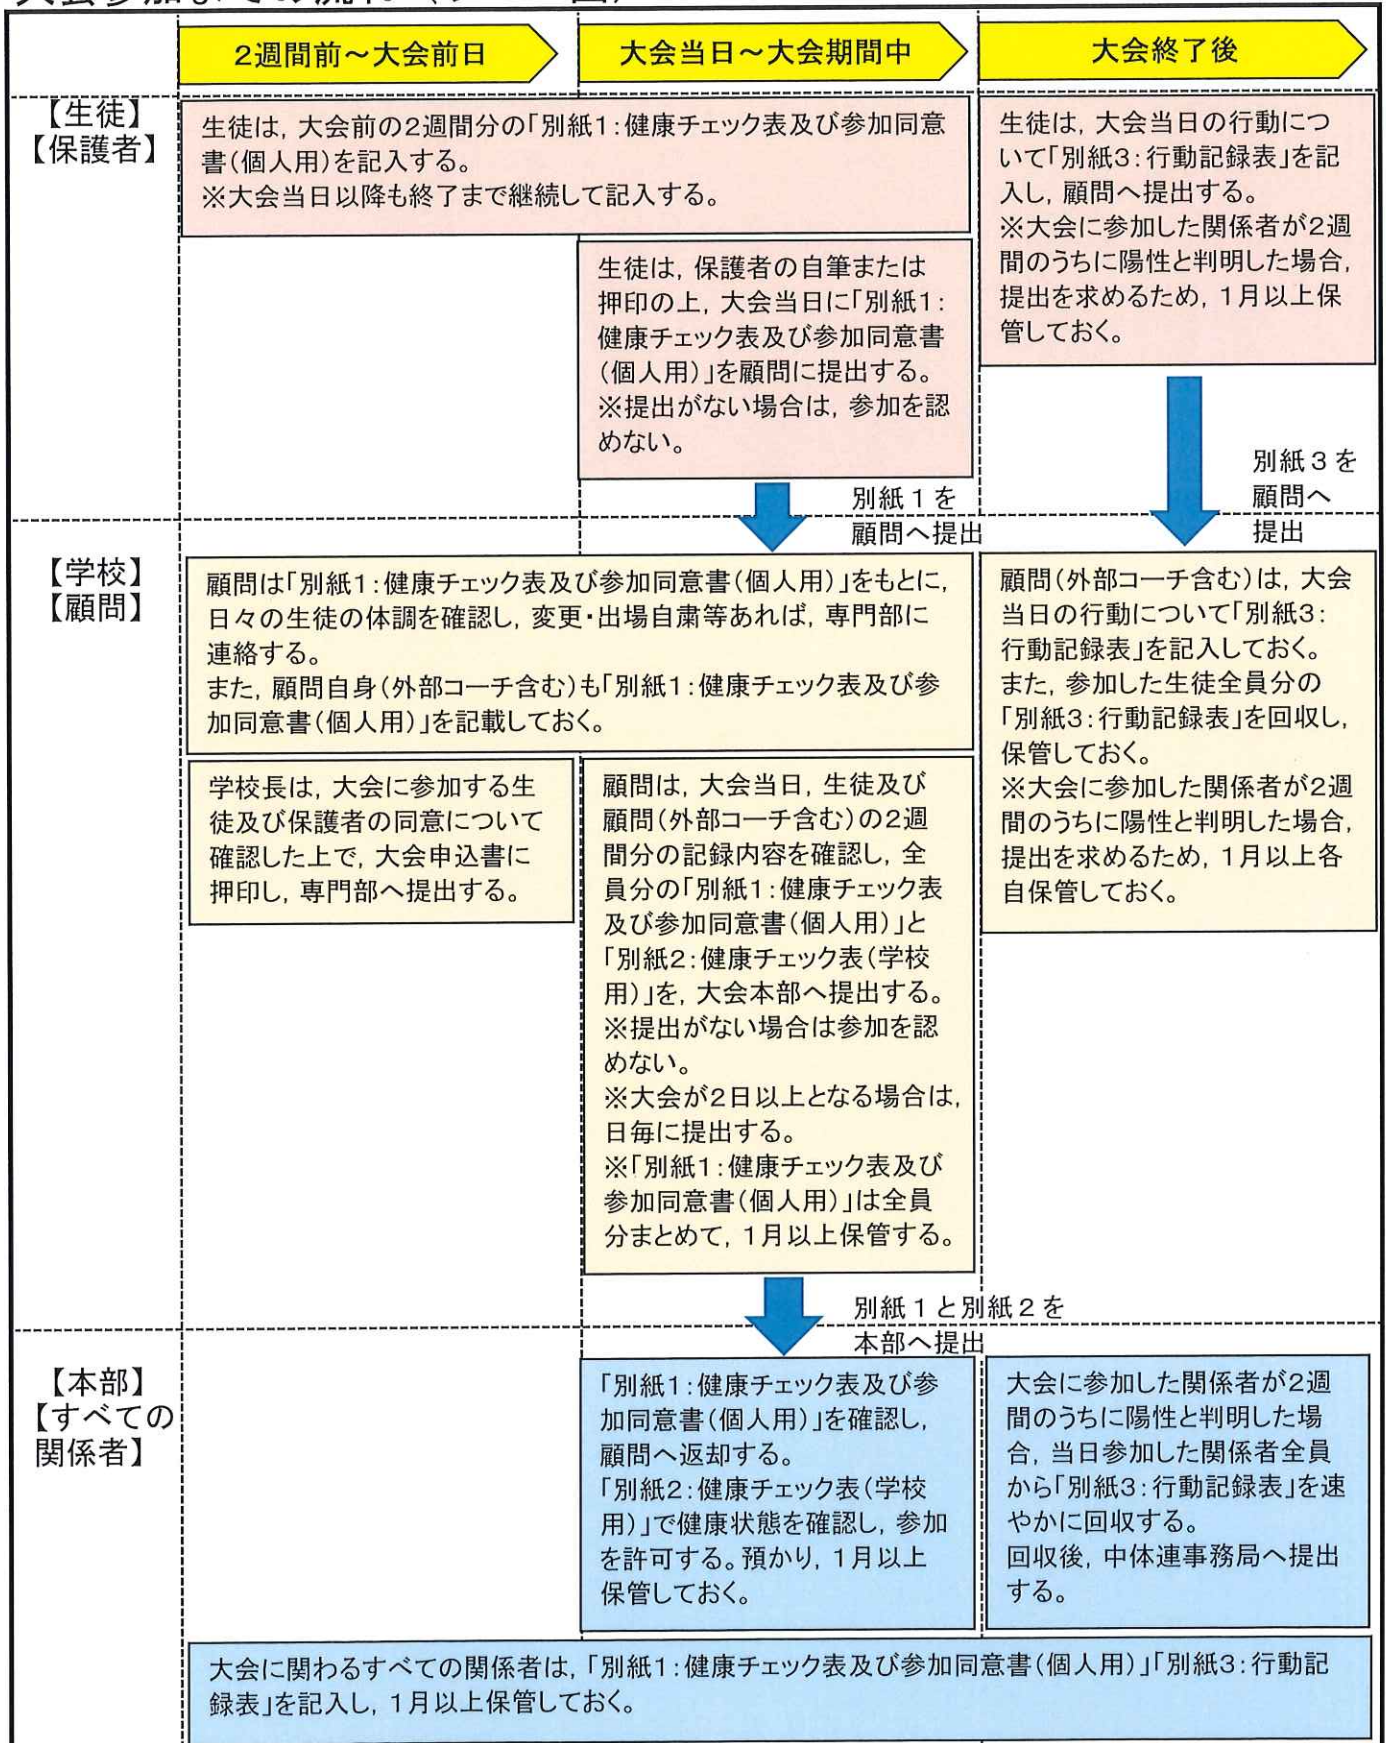 2週間前～大会前日
大会当日～大会期間中
大会終了後
【生徒】
【保護者】
生徒は，大会前の2週間分の「別紙1：健康チェック表及び参加同意
書（個人用）を記入する。
※大会当日以降も終了まで継続して記入する。
生徒は，保護者の自筆または
押印の上，大会当日に「別紙1：
健康チェック表及び参加同意書
（個人用）」を顧問に提出する。
※提出がない場合は，参加を認
めない。
生徒は，大会当日の行動につ
いて「別紙3：行動記録表」を記
入し，顧問へ提出する。
※大会に参加した関係者が2週
間のうちに陽性と判明した場合，
提出を求めるため，1月以上保
管しておく。
別紙1を
顧問へ提出
別紙3を
顧問へ
提出
【学校】
【顧問】
顧問は「別紙1：健康チェック表及び参加同意書（個人用）」をもとに，
日々の生徒の体調を確認し，変更・出場自粛等あれば，専門部に
連絡する。
また，顧問自身（外部コーチ含む）も「別紙1：健康チェック表及び参
加同意書（個人用）」を記載しておく。
学校長は，大会に参加する生
徒及び保護者の同意について
確認した上で，大会申込書に
押印し，専門部へ提出する。
顧問は，大会当日，生徒及び
顧問（外部コーチ含む）の2週
間分の記録内容を確認し，全
員分の「別紙1：健康チェック表
及び参加同意書（個人用）」と
「別紙2：健康チェック表（学校
用）」を，大会本部へ提出する。
※提出がない場合は参加を認
めない。
※大会が2日以上となる場合は，
日毎に提出する。
※「別紙1：健康チェック表及び
参加同意書（個人用）」は全員
分まとめて，1月以上保管する。
顧問（外部コーチ含む）は，大会
当日の行動について「別紙3：
行動記録表」を記入しておく。
また，参加した生徒全員分の
「別紙3：行動記録表」を回収し，
保管しておく。
※大会に参加した関係者が2週
間のうちに陽性と判明した場合，
提出を求めるため，1月以上各
自保管しておく。
別紙1と別紙2を
本部へ提出
【本部】
【すべての
関係者】
「別紙1：健康チェック表及び参
加同意書（個人用）」を確認し，
顧問へ返却する。
「別紙2：健康チェック表（学校
用）」で健康状態を確認し，参加
を許可する。預かり，1月以上
保管しておく。
大会に参加した関係者が2週
間のうちに陽性と判明した場
合，当日参加した関係者全員
から「別紙3：行動記録表」を速
やかに回収する。
回収後，中体連事務局へ提出
する。
大会に関わるすべての関係者は，「別紙1：健康チェック表及び参加同意書（個人用）」「別紙3：行動記
録表」を記入し，1月以上保管しておく。